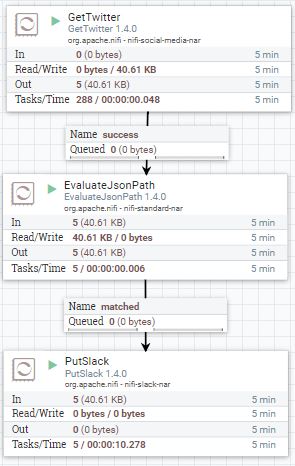 GetTwitter
GetTwitter 1.4.0
org.apache.nifi - nifi-social-media-nar
In 0 (0 bytes) 5 min
Read/Write 0 bytes / 40.61 KB 5 min
Out 5 (40.61 KB) 5 min
Tasks/Time 288 / 00:00:00.048 5 min
Name success
Queued 0 (0 bytes)
EvaluateJsonPath
EvaluateJsonPath 1.4.0
org.apache.nifi - nifi-standard-nar
In 5 (40.61 KB) 5 min
Read/Write 40.61 KB / 0 bytes 5 min
Out 5 (40.61 KB) 5 min
Tasks/Time 5 / 00:00:00.006 5 min
Name matched
Queued 0 (0 bytes)
PutSlack
PutSlack 1.4.0
org.apache.nifi - nifi-slack-nar
In 5 (40.61 KB) 5 min
Read/Write 0 bytes / 0 bytes 5 min
Out 0 (0 bytes) 5 min
Tasks/Time 5 / 00:00:10.278 5 min